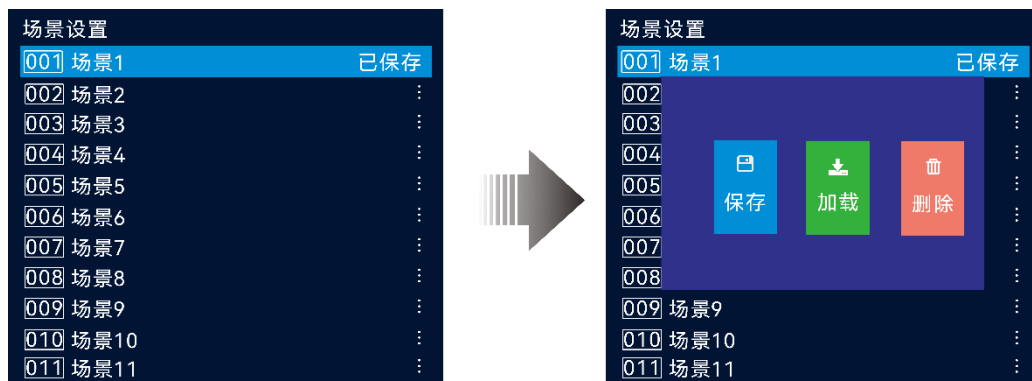 场景设置
001 场景1 已保存
002 场景2 ⋮
003 场景3 ⋮
004 场景4 ⋮
005 场景5 ⋮
006 场景6 ⋮
007 场景7 ⋮
008 场景8 ⋮
009 场景9 ⋮
010 场景10 ⋮
011 场景11 ⋮
场景设置
001 场景1 已保存
002 ⋮
003 ⋮
004 ⋮
005 ⋮
006 ⋮
007 ⋮
008 ⋮
保存 加载 删除
009 场景9 ⋮
010 场景10 ⋮
011 场景11 ⋮